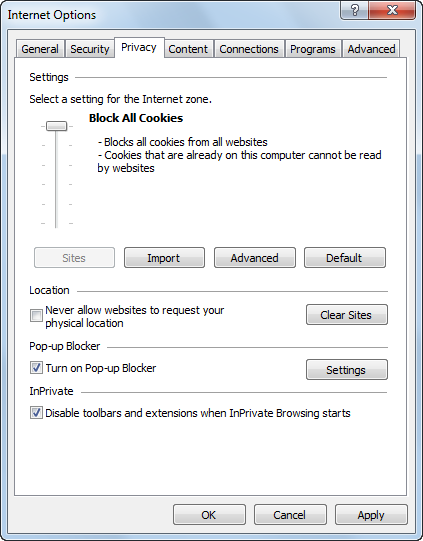 Internet Options
General Security Privacy Content Connections Programs Advanced
Settings
Select a setting for the Internet zone.
Block All Cookies
- Blocks all cookies from all websites
- Cookies that are already on this computer cannot be read
by websites
Sites Import Advanced Default
Location
Never allow websites to request your
physical location
Clear Sites
Pop-up Blocker
Turn on Pop-up Blocker
Settings
InPrivate
Disable toolbars and extensions when InPrivate Browsing starts
OK Cancel Apply